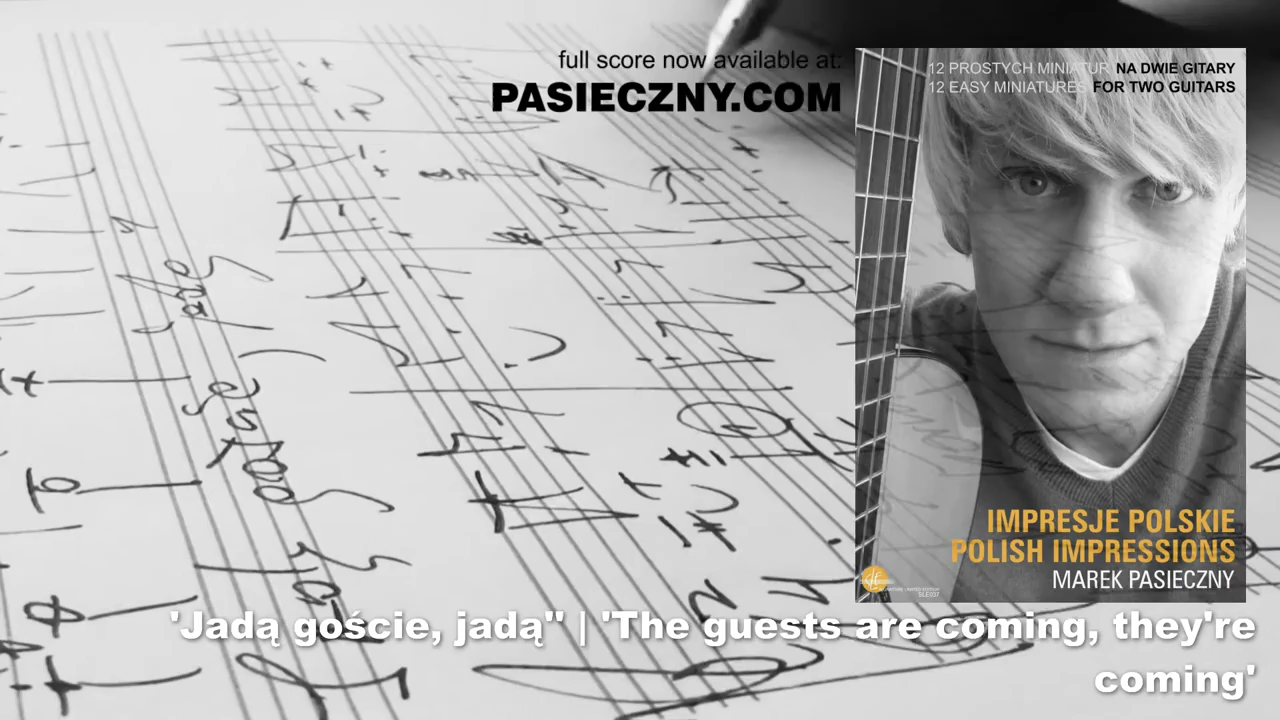 full score now available at:
PASIECZNY.COM
12 PROSTYCH MINIATUR NA DWIE GITARY
12 EASY MINIATURES FOR TWO GUITARS
IMPRESJE POLSKIE
POLISH IMPRESSIONS
MAREK PASIECZNY
'Jadą goście, jadą" | 'The guests are coming, they're
coming'